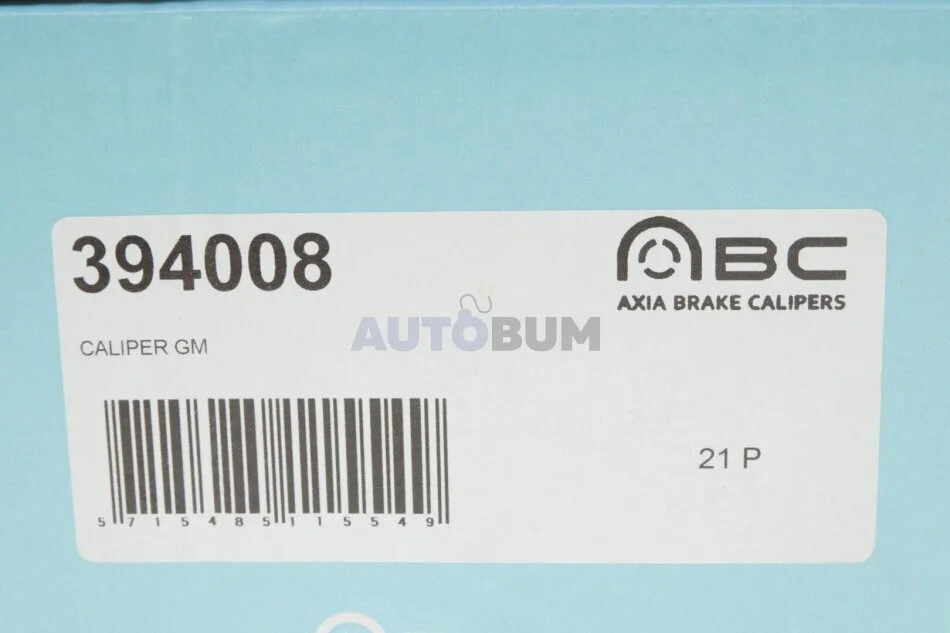 394008
ABC
AXIA BRAKE CALIPERS
AUTOBUM
CALIPER GM
21 P
5 715485 115549